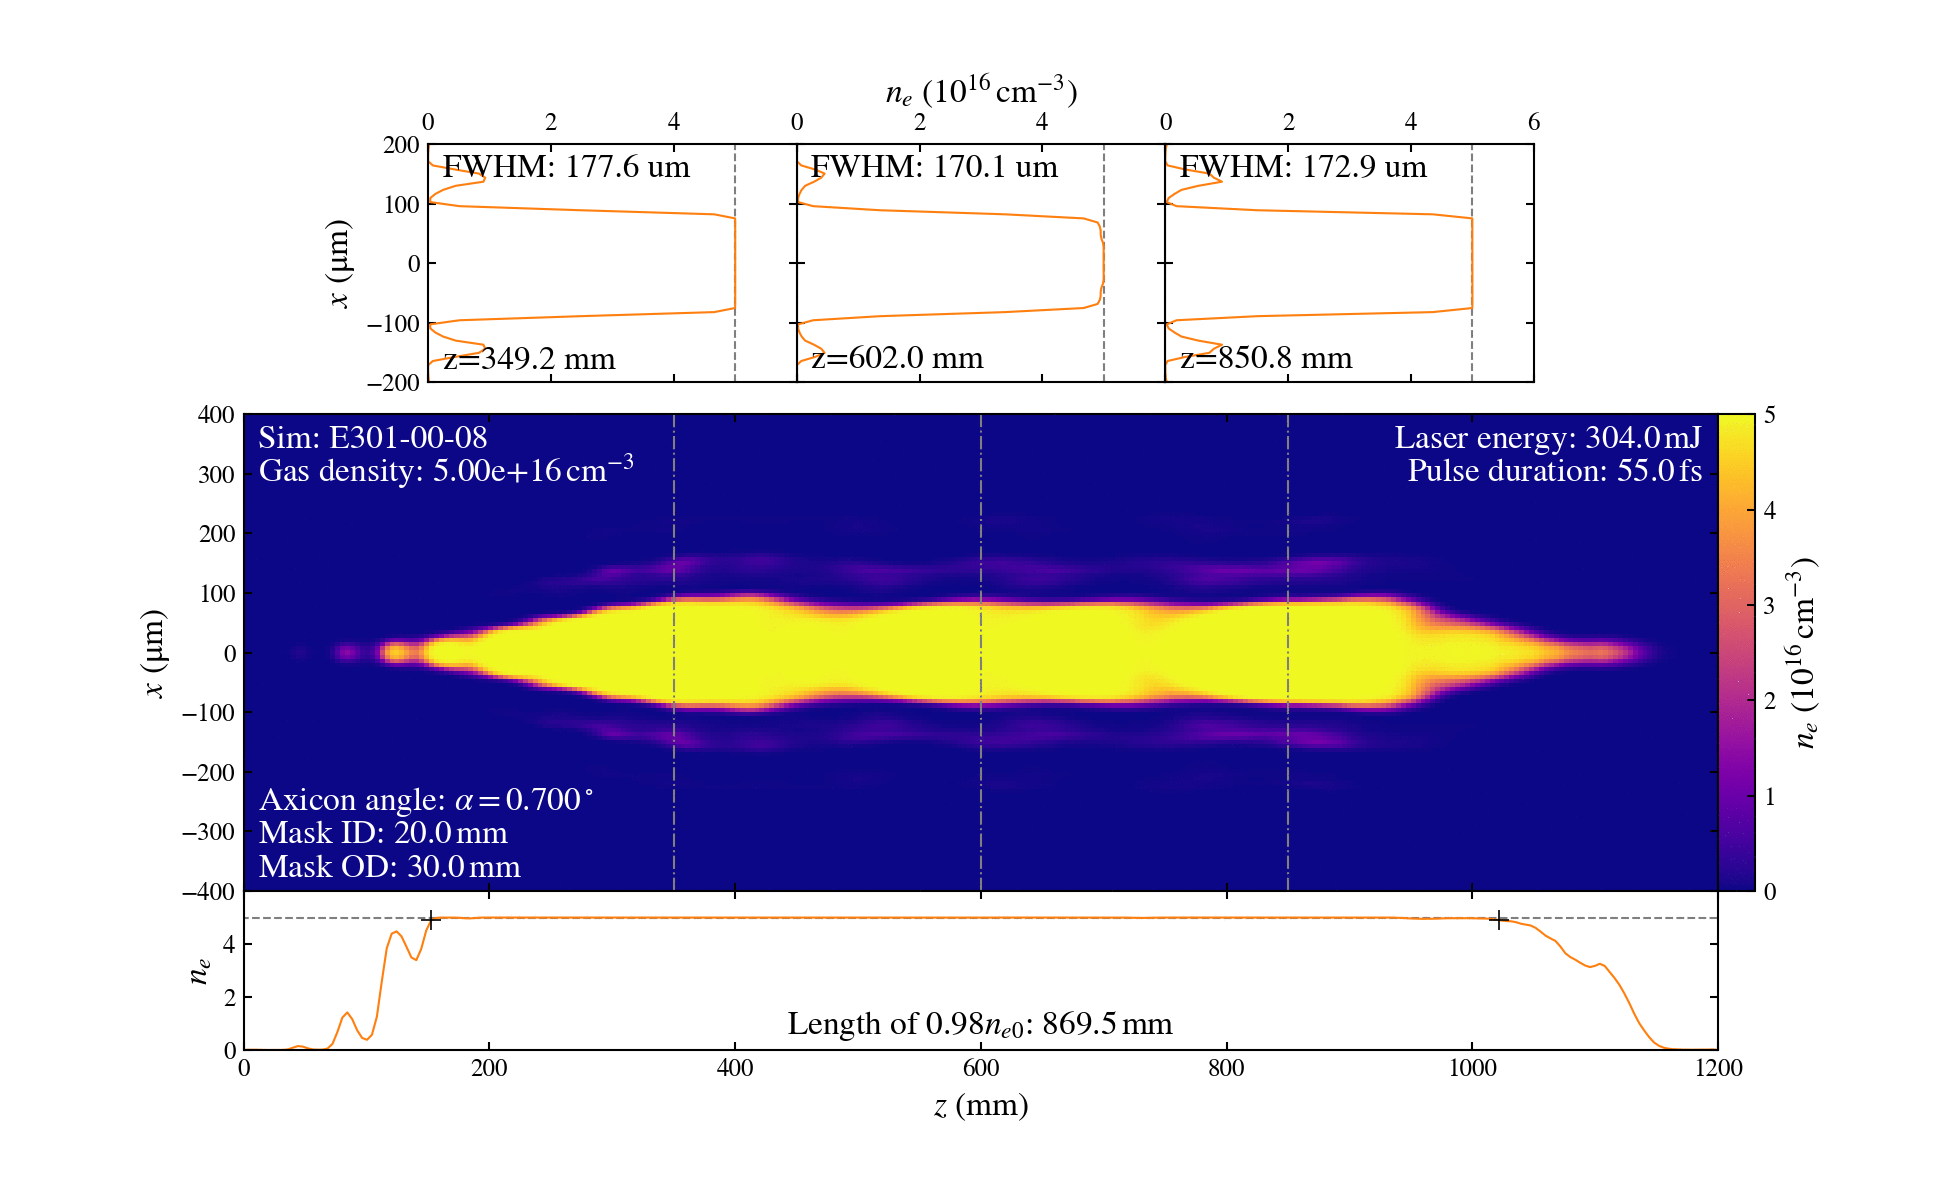 n_e (10^16 cm^−3)
0 2 4 0 2 4 0 2 4 6
200
100
0
−100
−200
x (μm)
FWHM: 177.6 um
z=349.2 mm
FWHM: 170.1 um
z=602.0 mm
FWHM: 172.9 um
z=850.8 mm
400
300
200
100
0
−100
−200
−300
−400
x (μm)
Sim: E301-00-08
Gas density: 5.00e+16 cm^−3
Laser energy: 304.0 mJ
Pulse duration: 55.0 fs
Axicon angle: α = 0.700°
Mask ID: 20.0 mm
Mask OD: 30.0 mm
5
4
3
2
1
0
n_e (10^16 cm^−3)
4
2
0
n_e
Length of 0.98n_e0: 869.5 mm
0 200 400 600 800 1000 1200
z (mm)